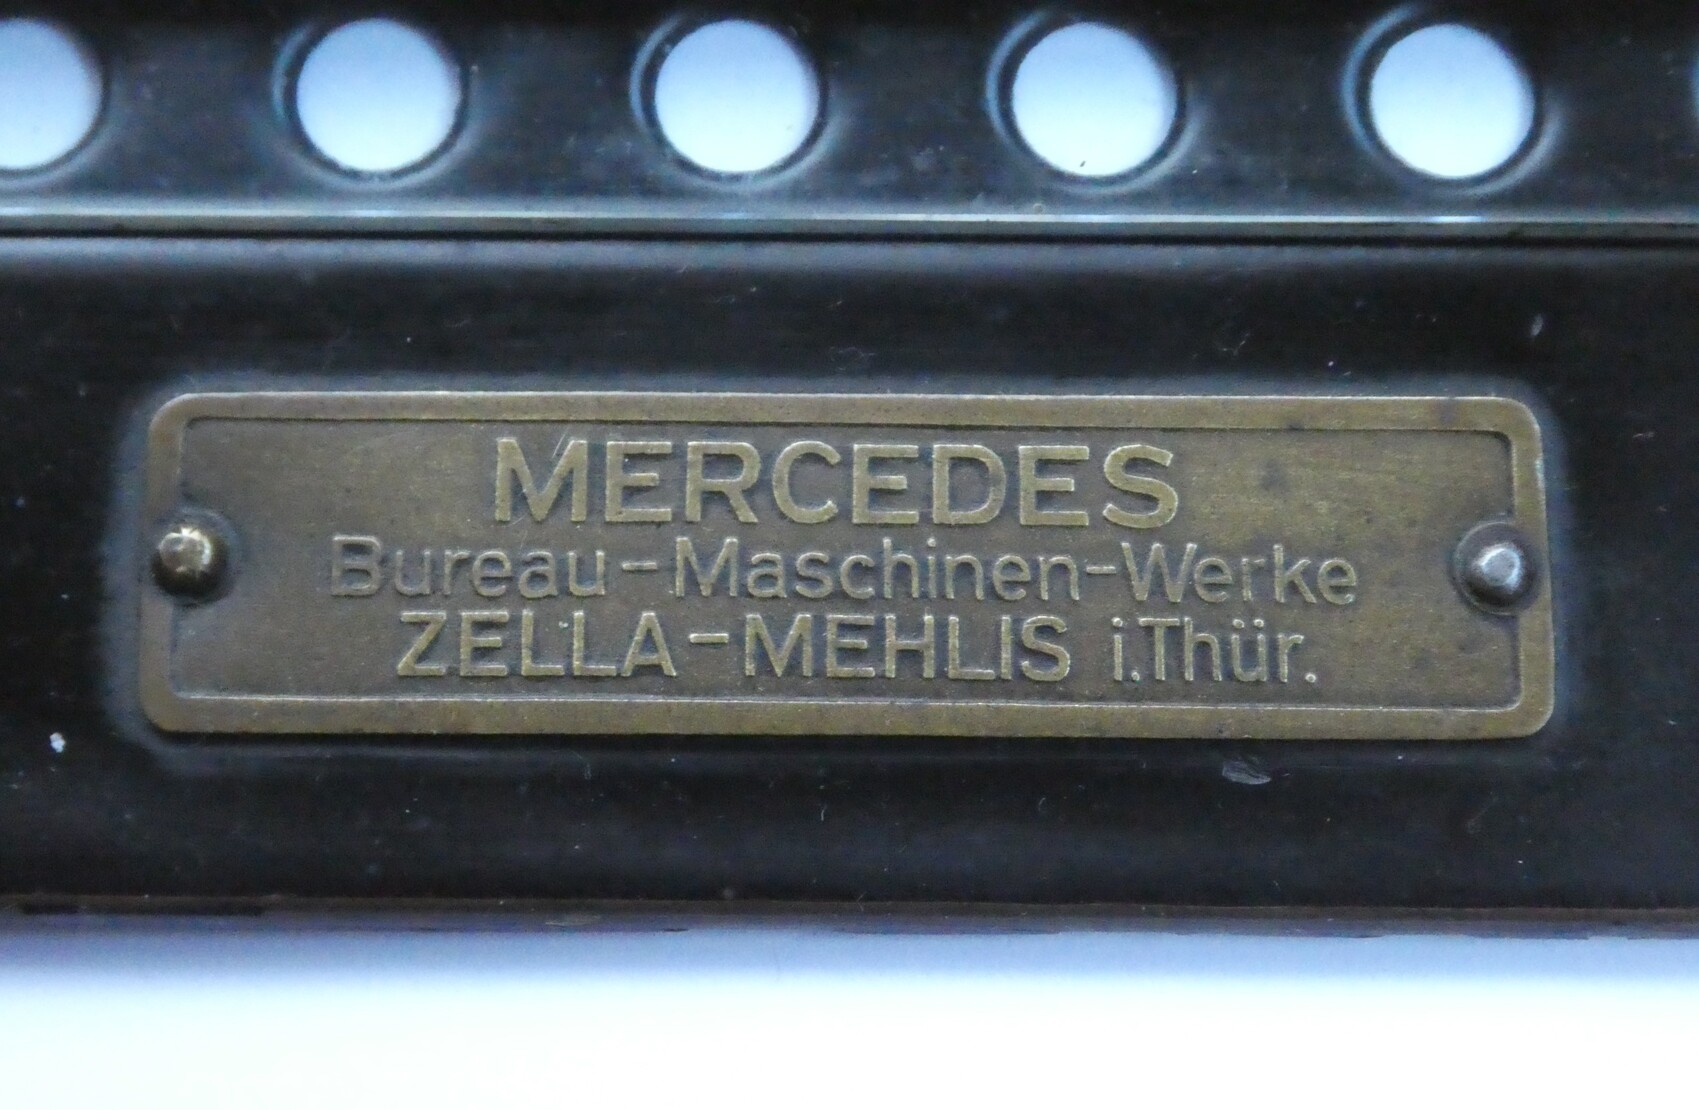 MERCEDES
Bureau-Maschinen-Werke
ZELLA-MEHLIS i.Thür.